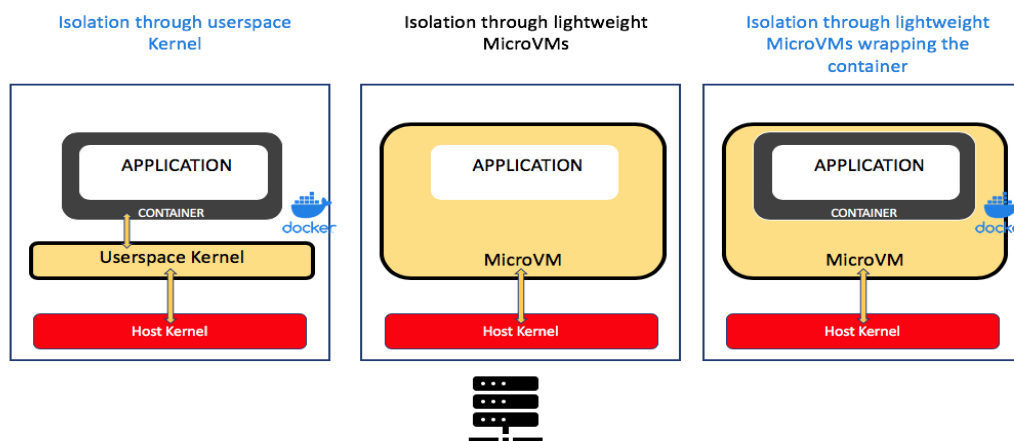 Isolation through userspace
Kernel
APPLICATION
CONTAINER
docker
Userspace Kernel
Host Kernel
Isolation through lightweight
MicroVMs
APPLICATION
MicroVM
Host Kernel
Isolation through lightweight
MicroVMs wrapping the
container
APPLICATION
CONTAINER
docker
MicroVM
Host Kernel